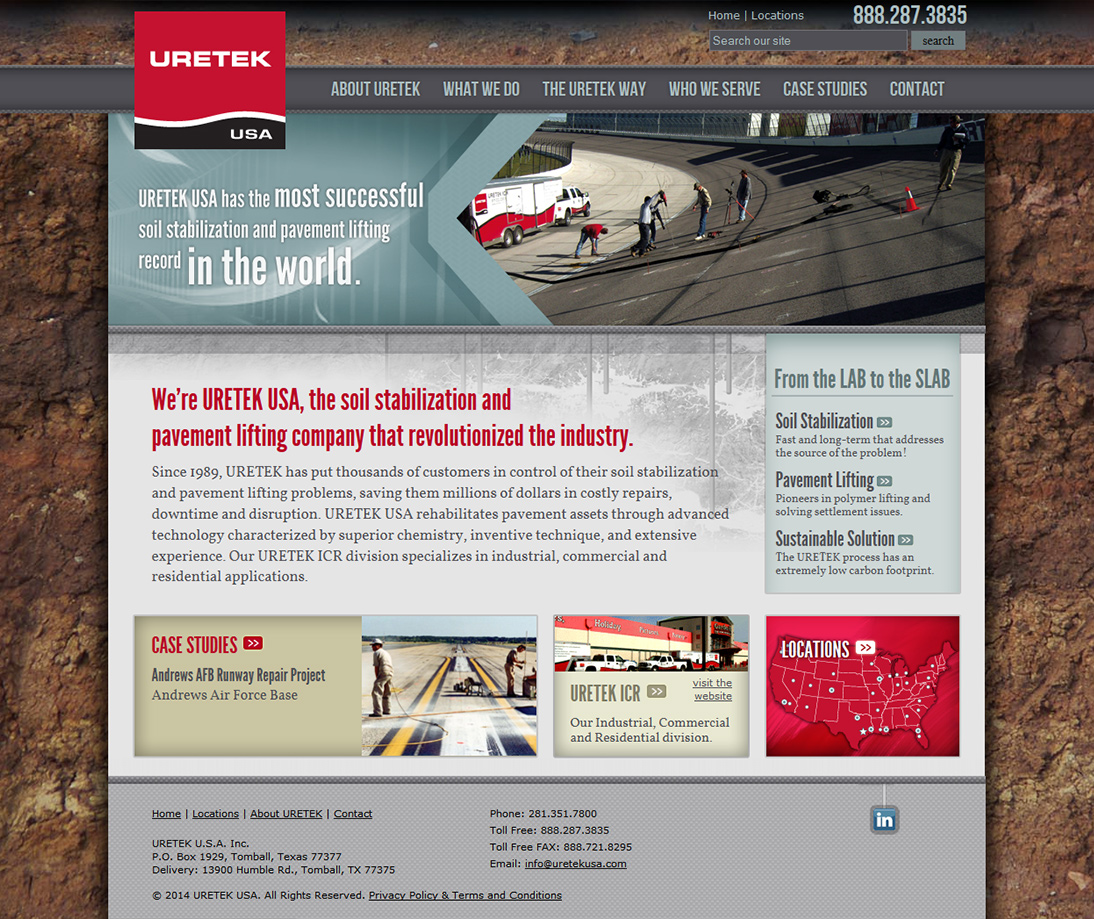 Home | Locations
888.287.3835
Search our site
search
URETEK
USA
ABOUT URETEK
WHAT WE DO
THE URETEK WAY
WHO WE SERVE
CASE STUDIES
CONTACT
URETEK USA has the most successful
soil stabilization and pavement lifting
record in the world.
We're URETEK USA, the soil stabilization and
pavement lifting company that revolutionized the industry.
Since 1989, URETEK has put thousands of customers in control of their soil stabilization
and pavement lifting problems, saving them millions of dollars in costly repairs,
downtime and disruption. URETEK USA rehabilitates pavement assets through advanced
technology characterized by superior chemistry, inventive technique, and extensive
experience. Our URETEK ICR division specializes in industrial, commercial and
residential applications.
From the LAB to the SLAB
Soil Stabilization
Fast and long-term that addresses
the source of the problem!
Pavement Lifting
Pioneers in polymer lifting and
solving settlement issues.
Sustainable Solution
The URETEK process has an
extremely low carbon footprint.
CASE STUDIES
Andrews AFB Runway Repair Project
Andrews Air Force Base
Holiday
URETEK ICR
visit the
website
Our Industrial, Commercial
and Residential division.
LOCATIONS
Home | Locations | About URETEK | Contact
URETEK U.S.A. Inc.
P.O. Box 1929, Tomball, Texas 77377
Delivery: 13900 Humble Rd., Tomball, TX 77375
© 2014 URETEK USA. All Rights Reserved. Privacy Policy & Terms and Conditions
Phone: 281.351.7800
Toll Free: 888.287.3835
Toll Free FAX: 888.721.8295
Email: info@uretekusa.com
in